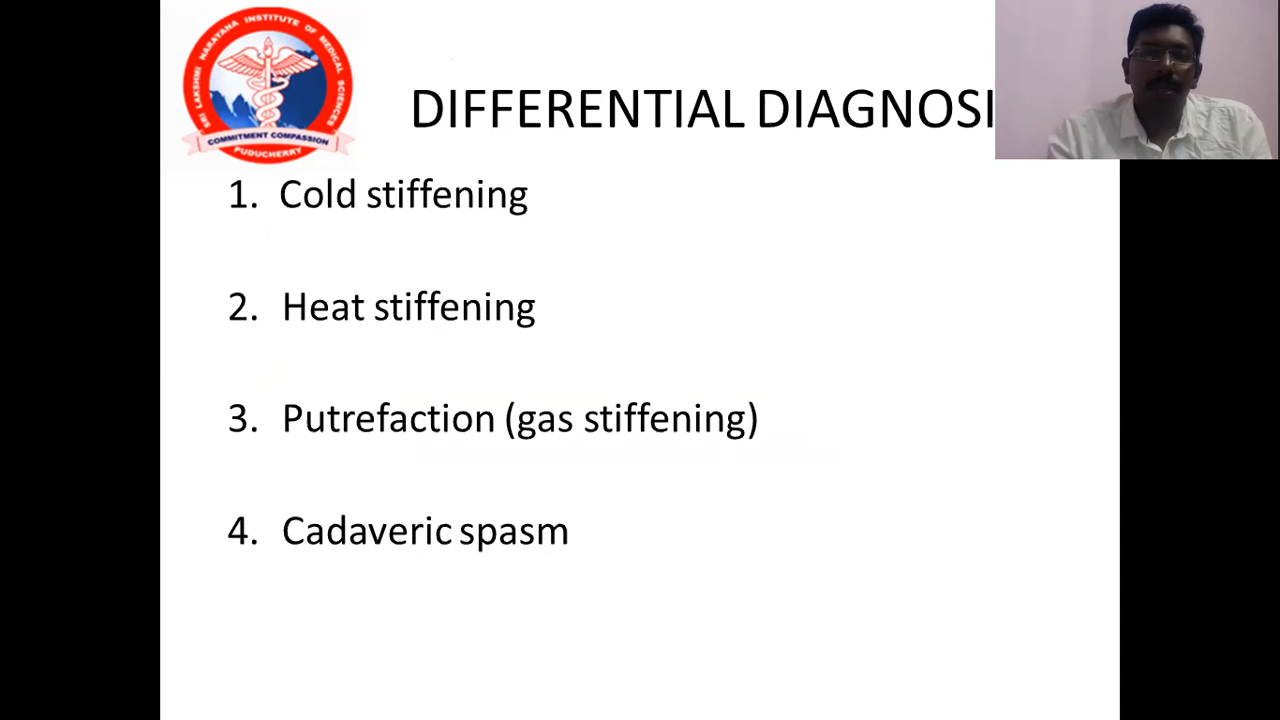 SRI LAKSHMI NARAYANA INSTITUTE OF MEDICAL SCIENCES
COMMITMENT COMPASSION
PUDUCHERRY
DIFFERENTIAL DIAGNOSI
1. Cold stiffening
2. Heat stiffening
3. Putrefaction (gas stiffening)
4. Cadaveric spasm